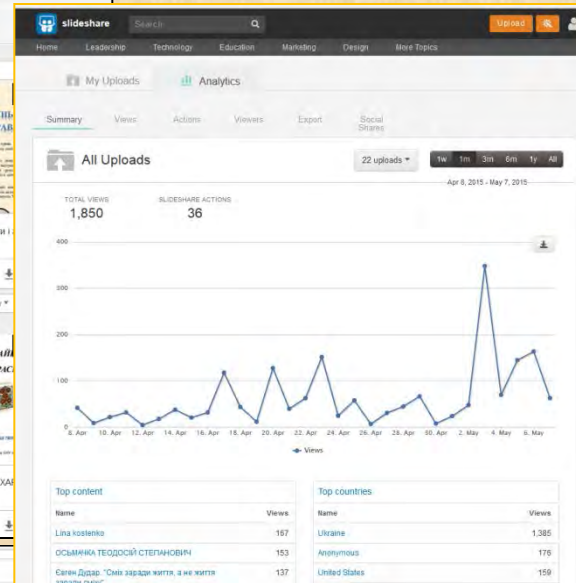 slideshare Search Upload
Home Leadership Technology Education Marketing Design More Topics
My Uploads Analytics
Summary Views Actions Viewers Export Social Shares
All Uploads 22 uploads 1w 1m 3m 6m 1y All
Apr 8, 2015 - May 7, 2015
TOTAL VIEWS SLIDESHARE ACTIONS
1,850 36
400
300
200
100
0
8. Apr 10. Apr 12. Apr 14. Apr 16. Apr 18. Apr 20. Apr 22. Apr 24. Apr 26. Apr 28. Apr 30. Apr 2. May 4. May 6. May
Views
Top content Top countries
Name Views Name Views
Lina kostenko 167 Ukraine 1,385
ОСЬМАЧКА ТЕОДОСІЙ СТЕПАНОВИЧ 153 Anonymous 176
Євген Дудар. "Сміх заради життя, а не життя 137 United States 159